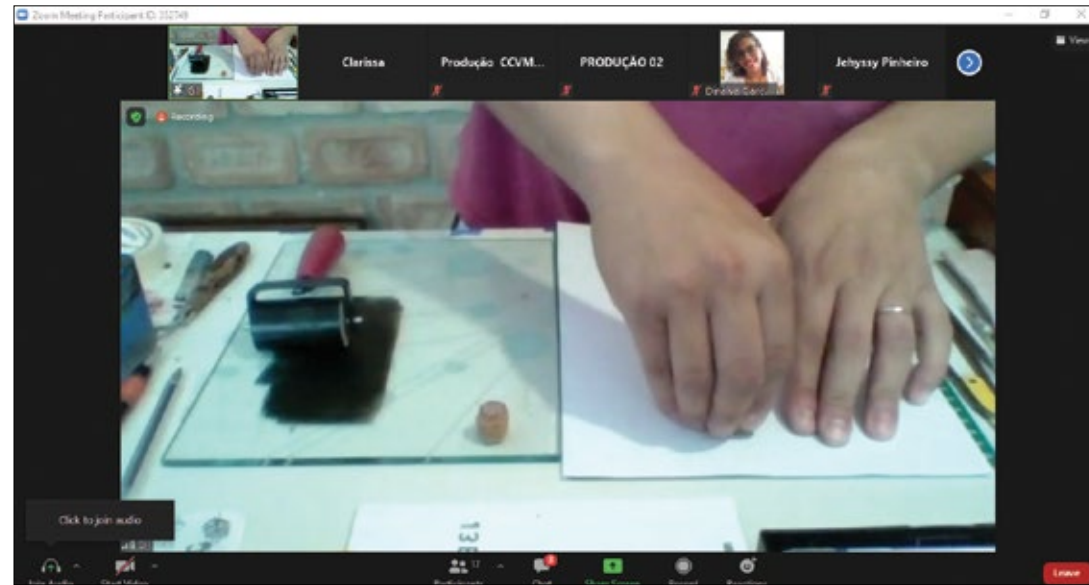 Zoom Meeting Participant ID: 
View
Clarissa
Produção CCVM...
PRODUÇÃO 02
Jehyssy Pinheiro
Recording
Click to join audio
Join Audio
Start Video
Participants
17
Chat
Share Screen
Record
Reactions
Leave